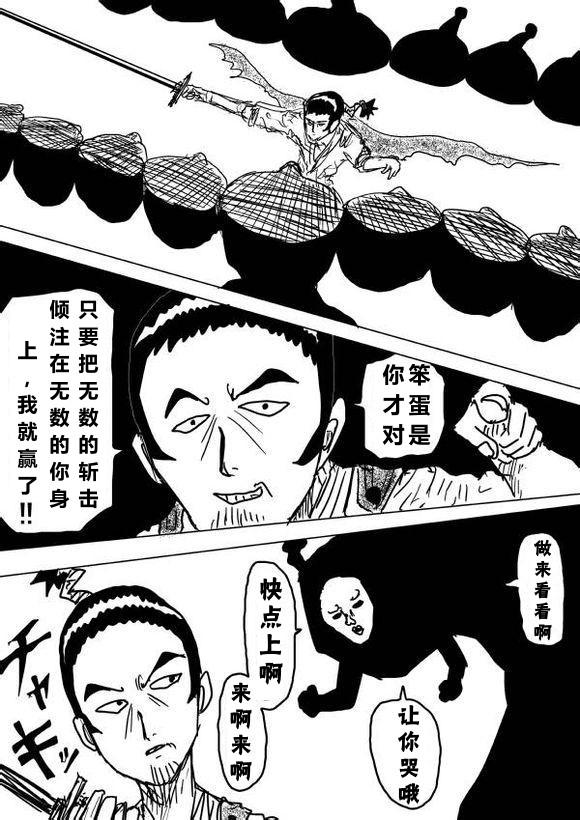 笨蛋是
你才对
只要把无数的斩击
倾注在无数的你身
上，我就赢了!!
做来看看啊
让你哭哦
快点上啊
来啊来啊
チャキッ